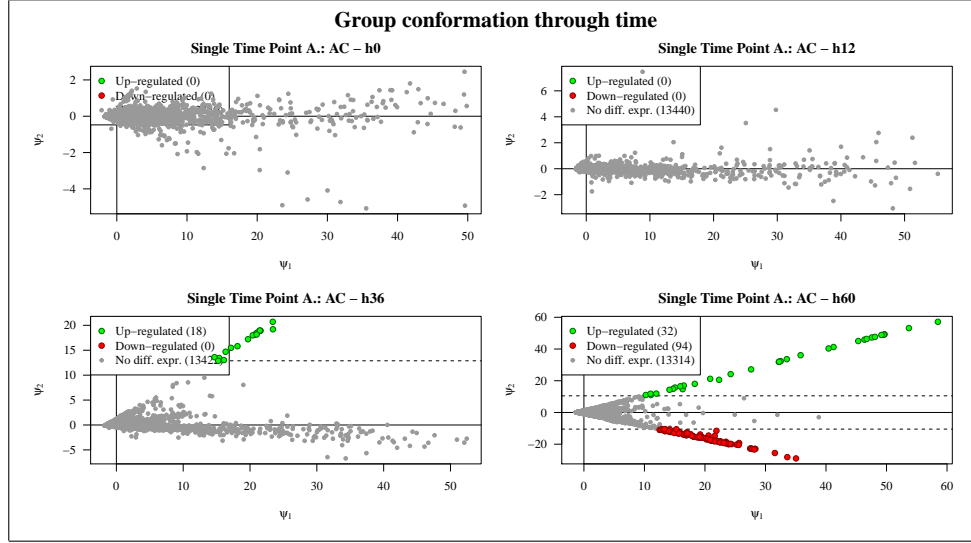 Group conformation through time
Single Time Point A.: AC − h0
Up−regulated (0)
Down−regulated (0)
2
0
−2
−4
ψ2
0 10 20 30 40 50
ψ1
Single Time Point A.: AC − h12
Up−regulated (0)
Down−regulated (0)
No diff. expr. (13440)
6
4
2
0
−2
ψ2
0 10 20 30 40 50
ψ1
Single Time Point A.: AC − h36
Up−regulated (18)
Down−regulated (0)
No diff. expr.
20
15
10
5
0
−5
ψ2
0 10 20 30 40 50
ψ1
Single Time Point A.: AC − h60
Up−regulated (32)
Down−regulated (94)
No diff. expr. (13314)
60
40
20
0
−20
ψ2
0 10 20 30 40 50 60
ψ1